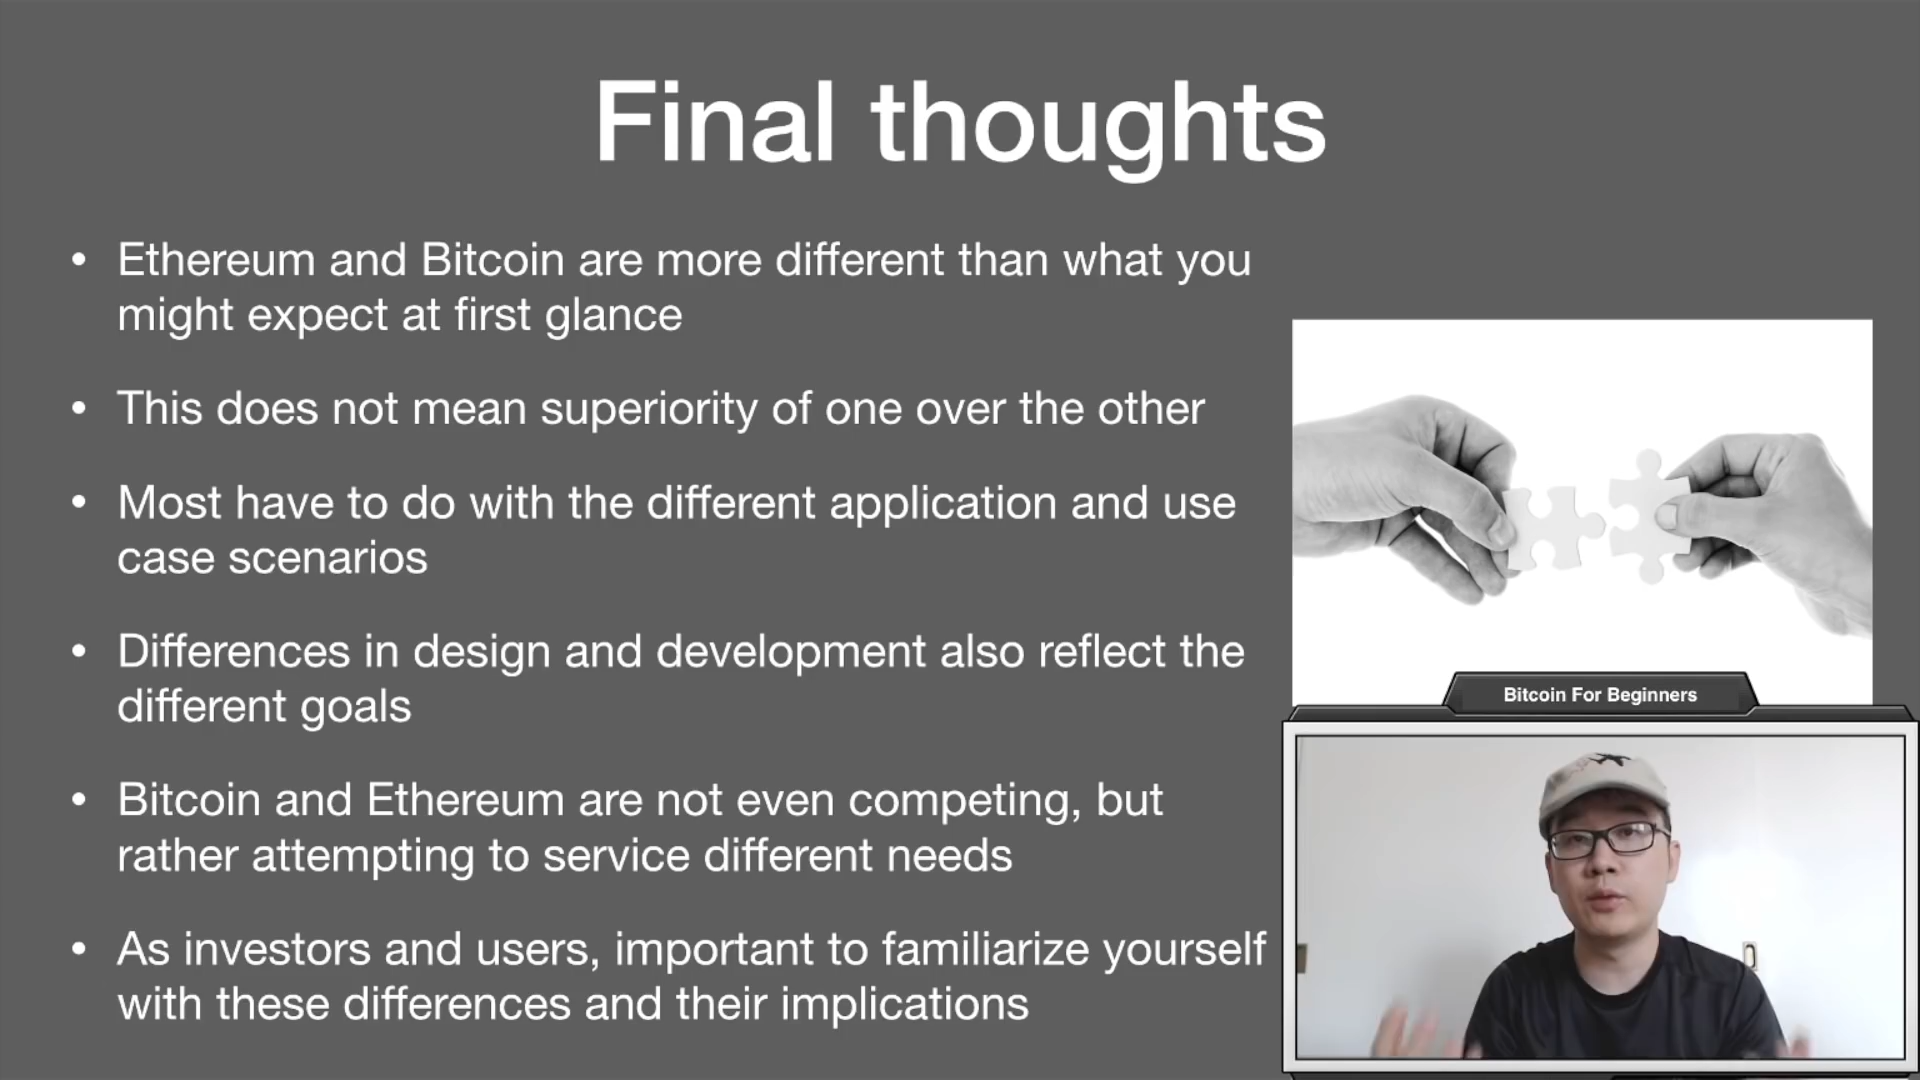 Final thoughts
• Ethereum and Bitcoin are more different than what you
might expect at first glance
• This does not mean superiority of one over the other
• Most have to do with the different application and use
case scenarios
• Differences in design and development also reflect the
different goals
• Bitcoin and Ethereum are not even competing, but
rather attempting to service different needs
• As investors and users, important to familiarize yourself
with these differences and their implications
Bitcoin For Beginners